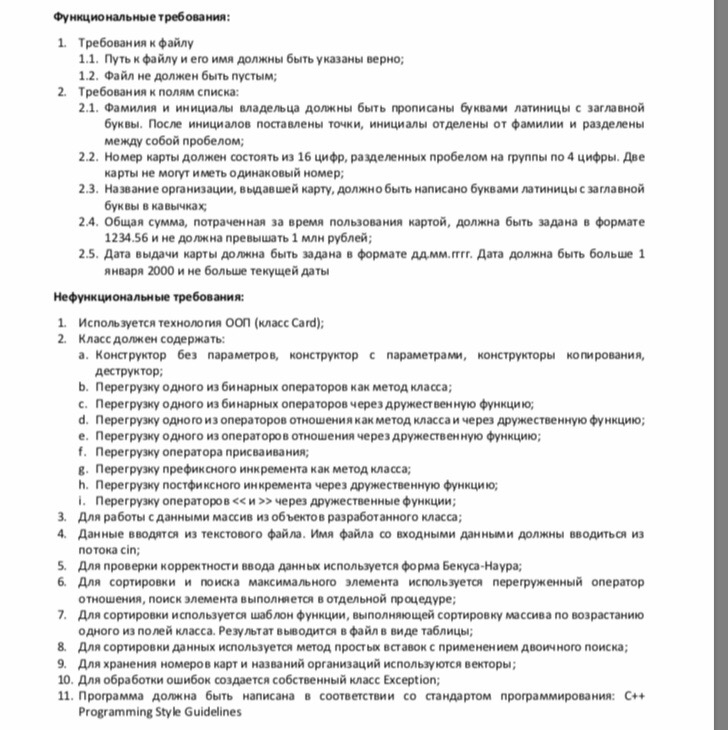 Функциональные требования:
1. Требования к файлу
1.1. Путь к файлу и его имя должны быть указаны верно;
1.2. Файл не должен быть пустым;
2. Требования к полям списка:
2.1. Фамилия и инициалы владельца должны быть прописаны буквами латиницы с заглавной
буквы. После инициалов поставлены точки, инициалы отделены от фамилии и разделены
между собой пробелом;
2.2. Номер карты должен состоять из 16 цифр, разделенных пробелом на группы по 4 цифры. Две
карты не могут иметь одинаковый номер;
2.3. Название организации, выдавшей карту, должно быть написано буквами латиницы с заглавной
буквы в кавычках;
2.4. Общая сумма, потраченная за время пользования картой, должна быть задана в формате
1234.56 и не должна превышать 1 млн рублей;
2.5. Дата выдачи карты должна быть задана в формате дд.мм.гггг. Дата должна быть больше 1
января 2000 и не больше текущей даты
Нефункциональные требования:
1. Используется технология ООП (класс Card);
2. Класс должен содержать:
a. Конструктор без параметров, конструктор с параметрами, конструкторы копирования,
деструктор;
b. Перегрузку одного из бинарных операторов как метод класса;
c. Перегрузку одного из бинарных операторов через дружественную функцию;
d. Перегрузку одного из операторов отношения как метод класса и через дружественную функцию;
e. Перегрузку одного из операторов отношения через дружественную функцию;
f. Перегрузку оператора присваивания;
g. Перегрузку префиксного инкремента как метод класса;
h. Перегрузку постфиксного инкремента через дружественную функцию;
i. Перегрузку операторов << и >> через дружественные функции;
3. Для работы с данными массив из объектов разработанного класса;
4. Данные вводятся из текстового файла. Имя файла со входными данными должны вводиться из
потока cin;
5. Для проверки корректности ввода данных используется форма Бекуса-Наура;
6. Для сортировки и поиска максимального элемента используется перегруженный оператор
отношения, поиск элемента выполняется в отдельной процедуре;
7. Для сортировки используется шаблон функции, выполняющей сортировку массива по возрастанию
одного из полей класса. Результат выводится в файл в виде таблицы;
8. Для сортировки данных используется метод простых вставок с применением двоичного поиска;
9. Для хранения номеров карт и названий организаций используются векторы;
10. Для обработки ошибок создается собственный класс Exception;
11. Программа должна быть написана в соответствии со стандартом программирования: C++
Programming Style Guidelines